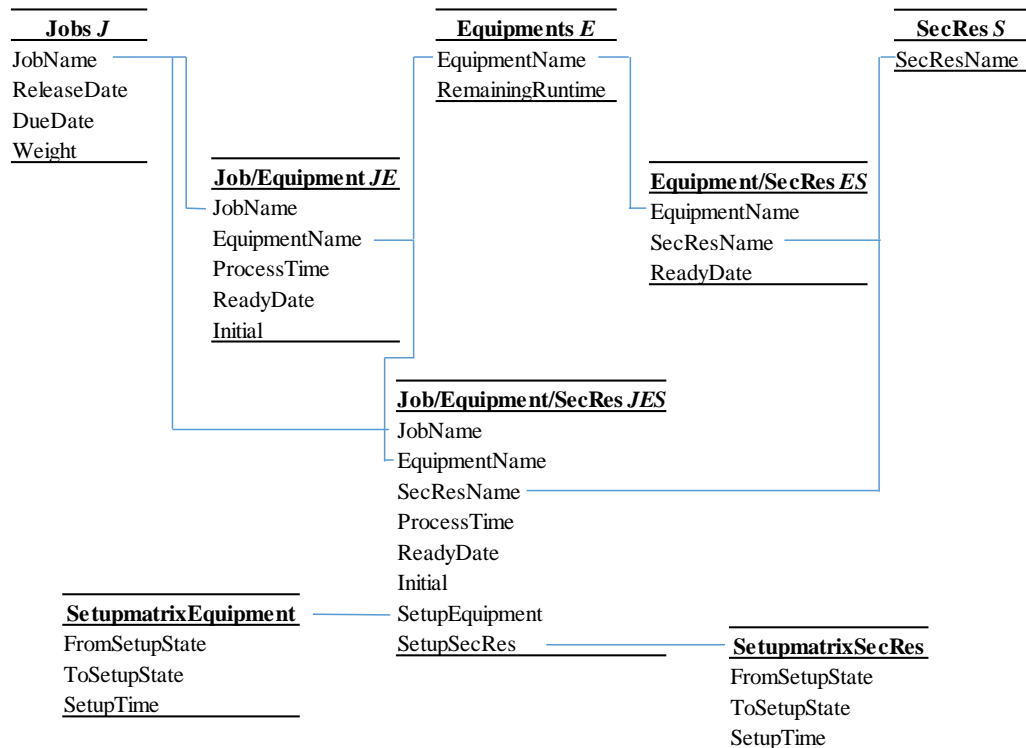 Jobs J
JobName
ReleaseDate
DueDate
Weight
Equipments E
EquipmentName
RemainingRuntime
SecRes S
SecResName
Job/Equipment JE
JobName
EquipmentName
ProcessTime
ReadyDate
Initial
Equipment/SecRes ES
EquipmentName
SecResName
ReadyDate
Job/Equipment/SecRes JES
JobName
EquipmentName
SecResName
ProcessTime
ReadyDate
Initial
SetupEquipment
SetupSecRes
SetupmatrixEquipment
FromSetupState
ToSetupState
SetupTime
SetupmatrixSecRes
FromSetupState
ToSetupState
SetupTime